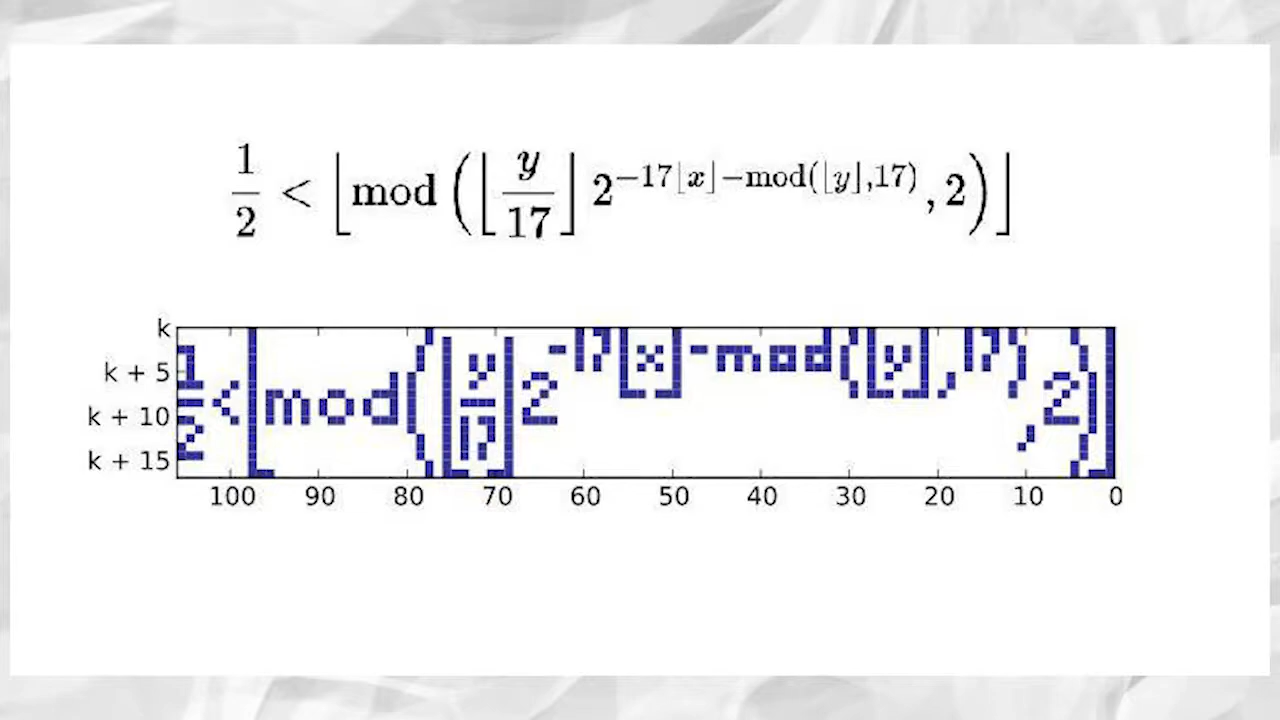 1/2 < ⌊mod(⌊y/17⌋ 2^(−17⌊x⌋−mod(⌊y⌋,17)), 2)⌋
k
k + 5
k + 10
k + 15
1/2 < ⌊mod(⌊y/17⌋ 2^(-17⌊x⌋-mod(⌊y⌋,17)), 2)⌋
100 90 80 70 60 50 40 30 20 10 0